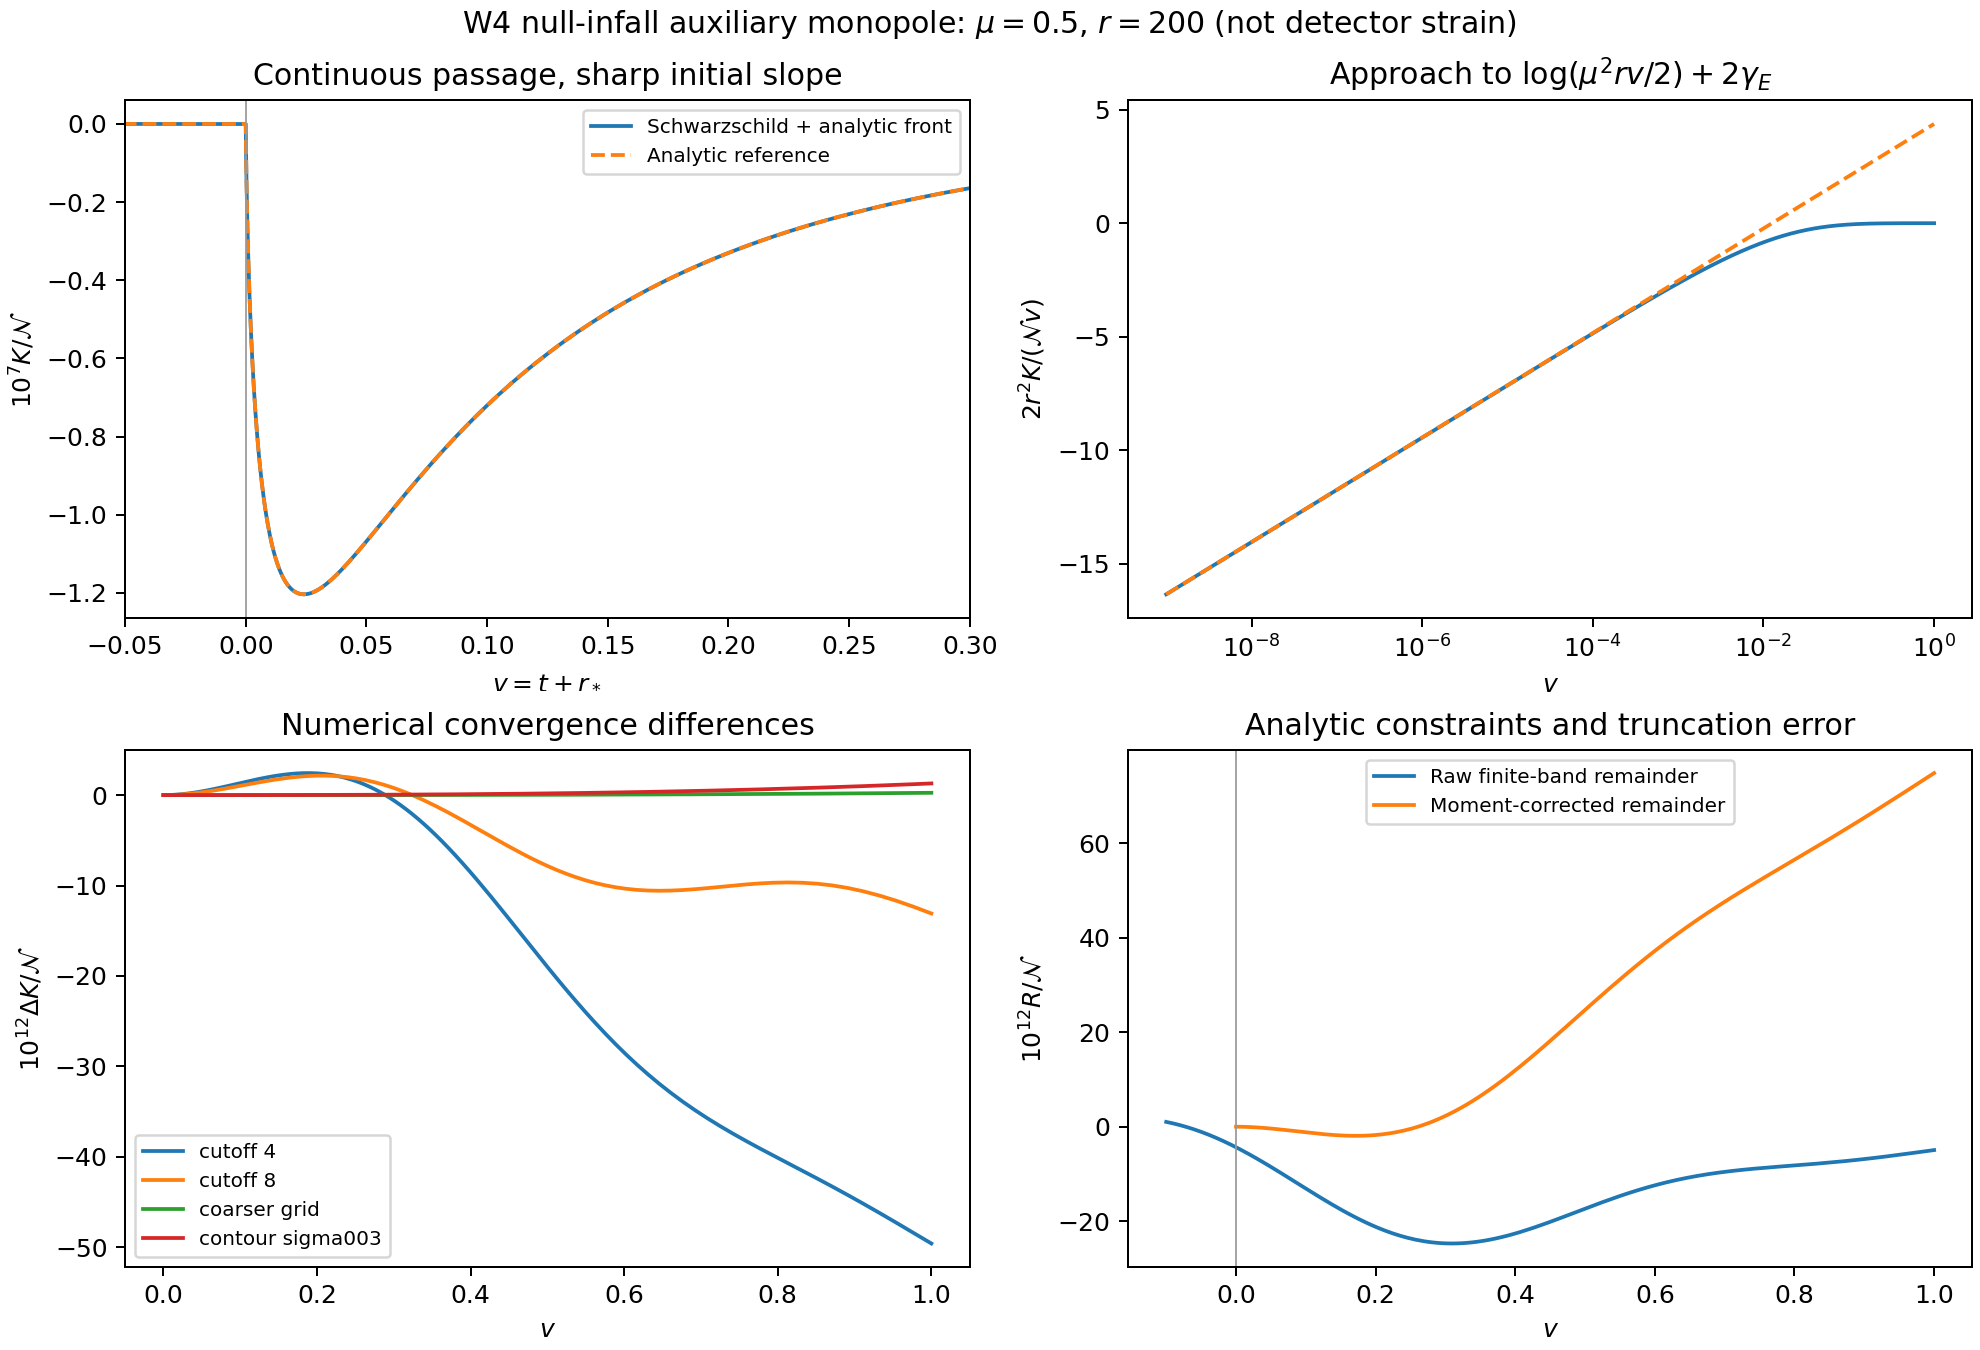 W4 null-infall auxiliary monopole: μ = 0.5, r = 200 (not detector strain)
Continuous passage, sharp initial slope
10⁷K/𝒩
0.0
−0.2
−0.4
−0.6
−0.8
−1.0
−1.2
Schwarzschild + analytic front
Analytic reference
−0.05 0.00 0.05 0.10 0.15 0.20 0.25 0.30
v = t + r∗
Approach to log(μ²rv/2) + 2γ_E
2r²K/(𝒩v)
5
0
−5
−10
−15
10⁻⁸ 10⁻⁶ 10⁻⁴ 10⁻² 10⁰
v
Numerical convergence differences
10¹²ΔK/𝒩
0
−10
−20
−30
−40
−50
cutoff 4
cutoff 8
coarser grid
contour sigma003
0.0 0.2 0.4 0.6 0.8 1.0
v
Analytic constraints and truncation error
10¹²R/𝒩
60
40
20
0
−20
Raw finite-band remainder
Moment-corrected remainder
0.0 0.2 0.4 0.6 0.8 1.0
v